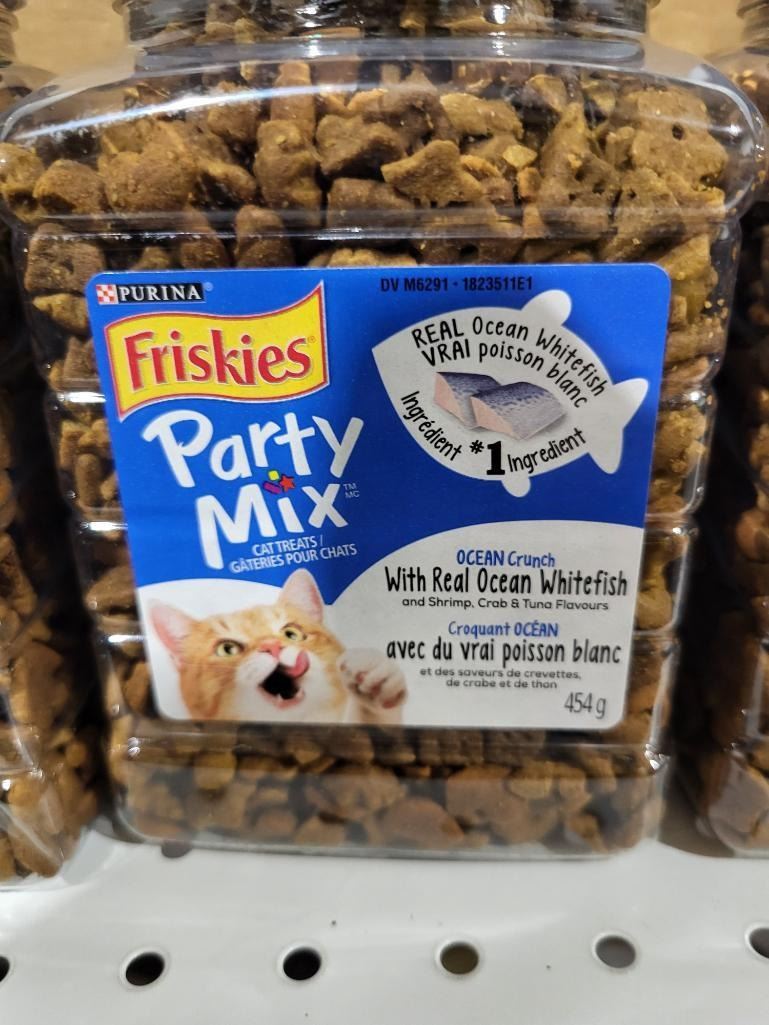 PURINA®
DV M6291 - 1823511E1
Friskies®
Party
Mix™
MC
CAT TREATS /
GÂTERIES POUR CHATS
REAL Ocean Whitefish
VRAI poisson blanc
Ingrédient #1 Ingredient
OCEAN Crunch
With Real Ocean Whitefish
and Shrimp, Crab & Tuna Flavours
Croquant OCÉAN
avec du vrai poisson blanc
et des saveurs de crevettes,
de crabe et de thon
454 g